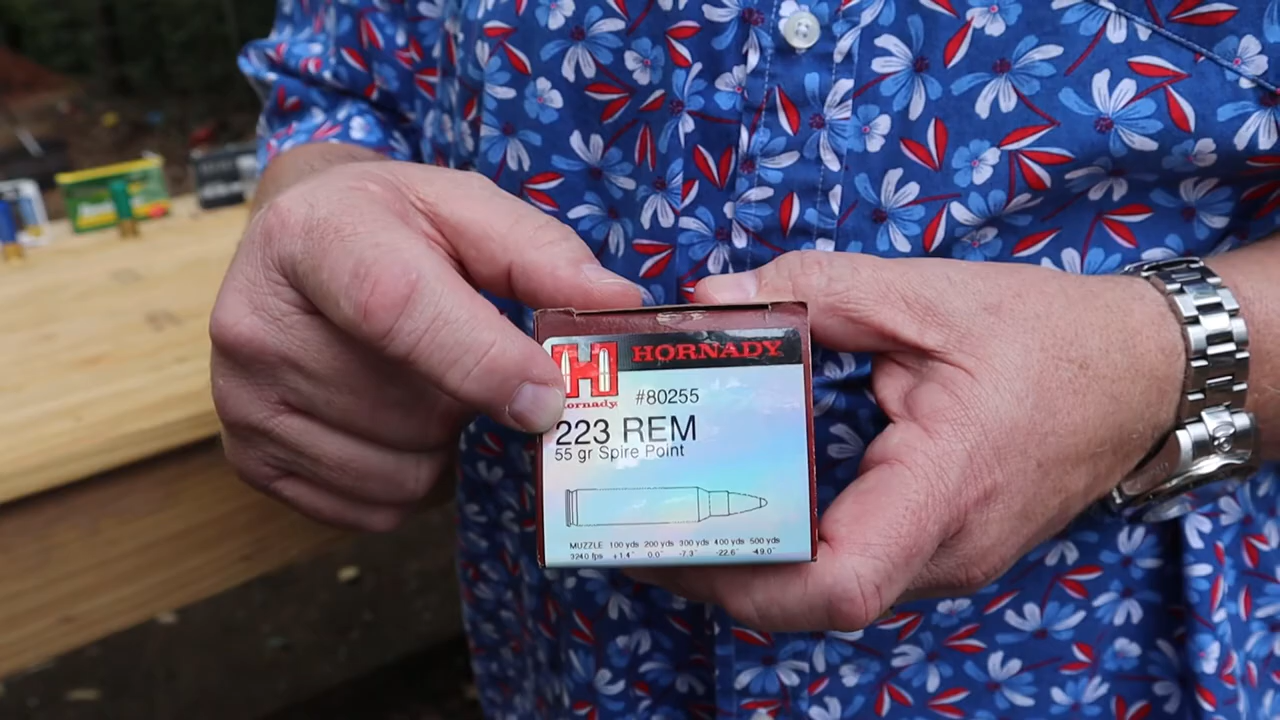 HORNADY
Hornady
#80255
223 REM
55 gr Spire Point
MUZZLE 100 yds 200 yds 300 yds 400 yds 500 yds
3240 fps +1.4" 0.0" -7.3" -22.6" -49.0"